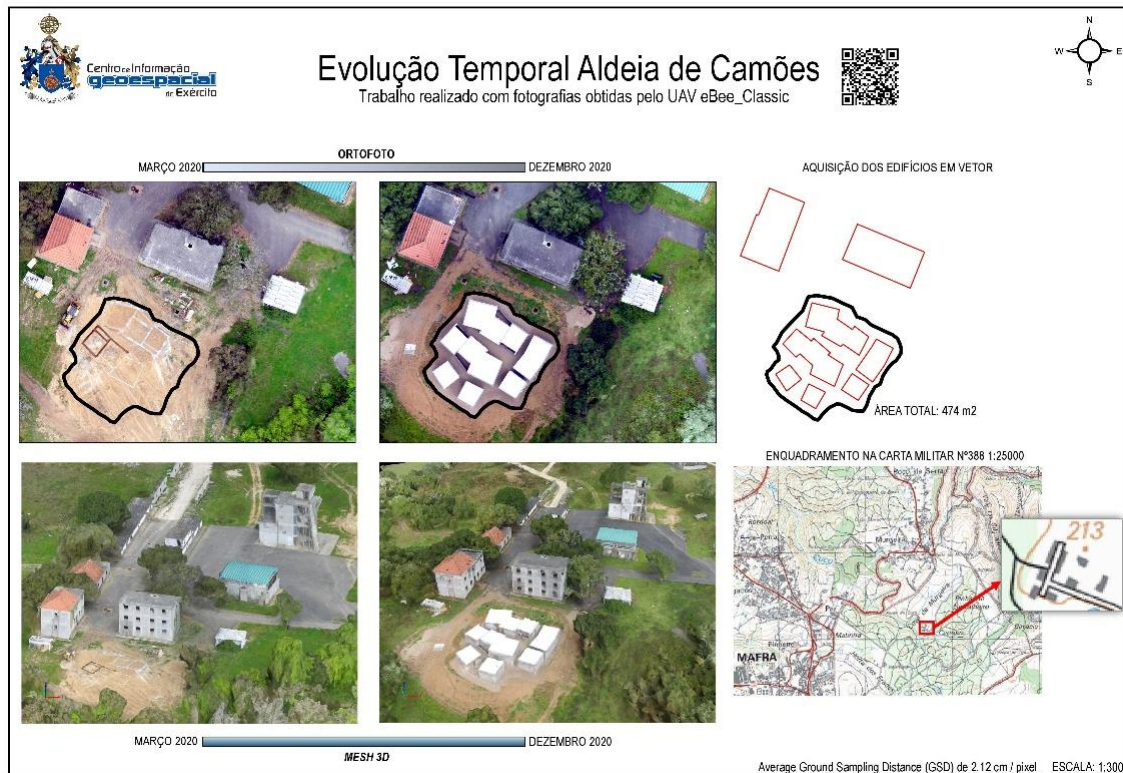 Centro de Informação
geoespacial
do Exército
Evolução Temporal Aldeia de Camões
Trabalho realizado com fotografias obtidas pelo UAV eBee_Classic
N
W
E
S
ORTOFOTO
MARÇO 2020
DEZEMBRO 2020
AQUISIÇÃO DOS EDIFÍCIOS EM VETOR
ÁREA TOTAL: 474 m2
ENQUADRAMENTO NA CARTA MILITAR Nº388 1:25000
Murgeira
213
MAFRA
MARÇO 2020
DEZEMBRO 2020
MESH 3D
Average Ground Sampling Distance (GSD) de 2.12 cm / pixel
ESCALA: 1:300